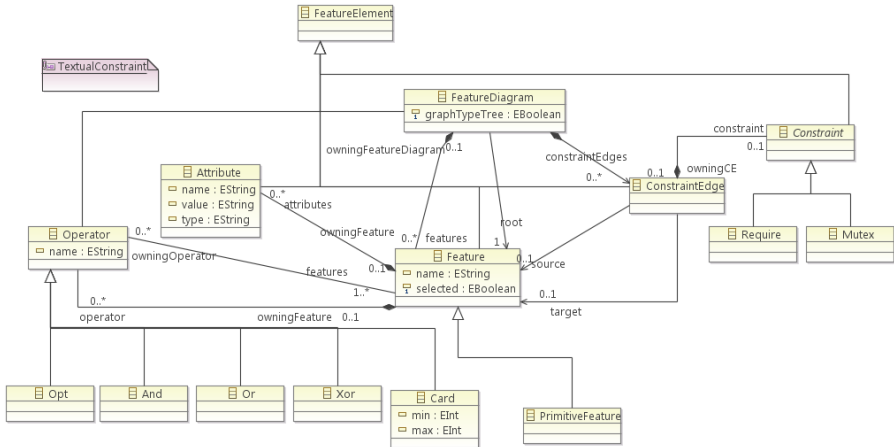 FeatureElement
TextualConstraint
FeatureDiagram
graphTypeTree : EBoolean
constraint
Constraint
0..1
owningFeatureDiagram
0..1
constraintEdges
0..1
owningCE
Attribute
name : EString
value : EString
type : EString
0..*
attributes
0..*
ConstraintEdge
Operator
name : EString
0..*
owningOperator
owningFeature
0..*
features
root
1
Require
Mutex
features
0..1
Feature
name : EString
selected : EBoolean
0..1
source
0..*
1..*
0..1
operator
owningFeature
0..1
target
Opt
And
Or
Xor
Card
min : EInt
max : EInt
PrimitiveFeature